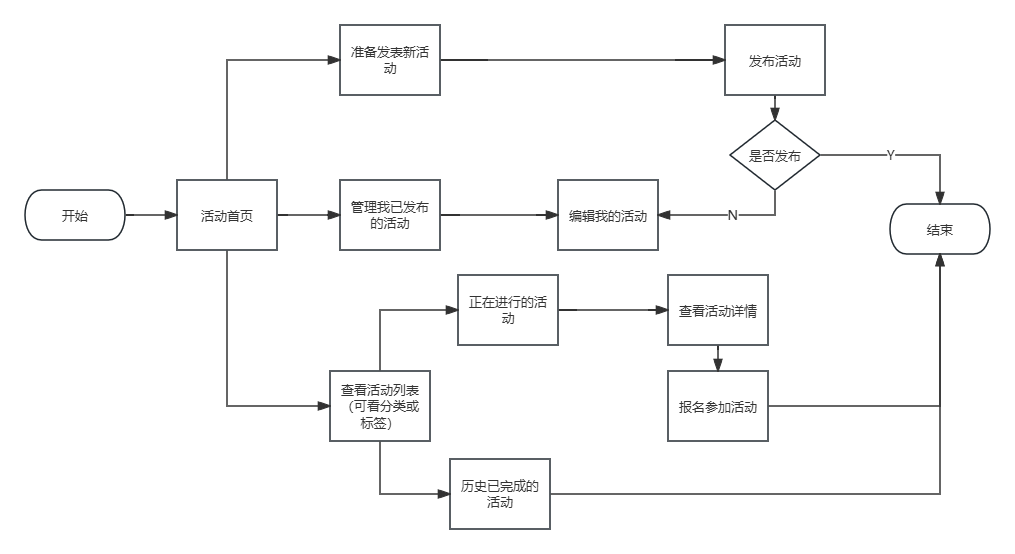 准备发表新活
动
发布活动
是否发布
Y
开始
活动首页
管理我已发布
的活动
编辑我的活动
N
结束
正在进行的活
动
查看活动详情
查看活动列表
（可看分类或
标签）
报名参加活动
历史已完成的
活动